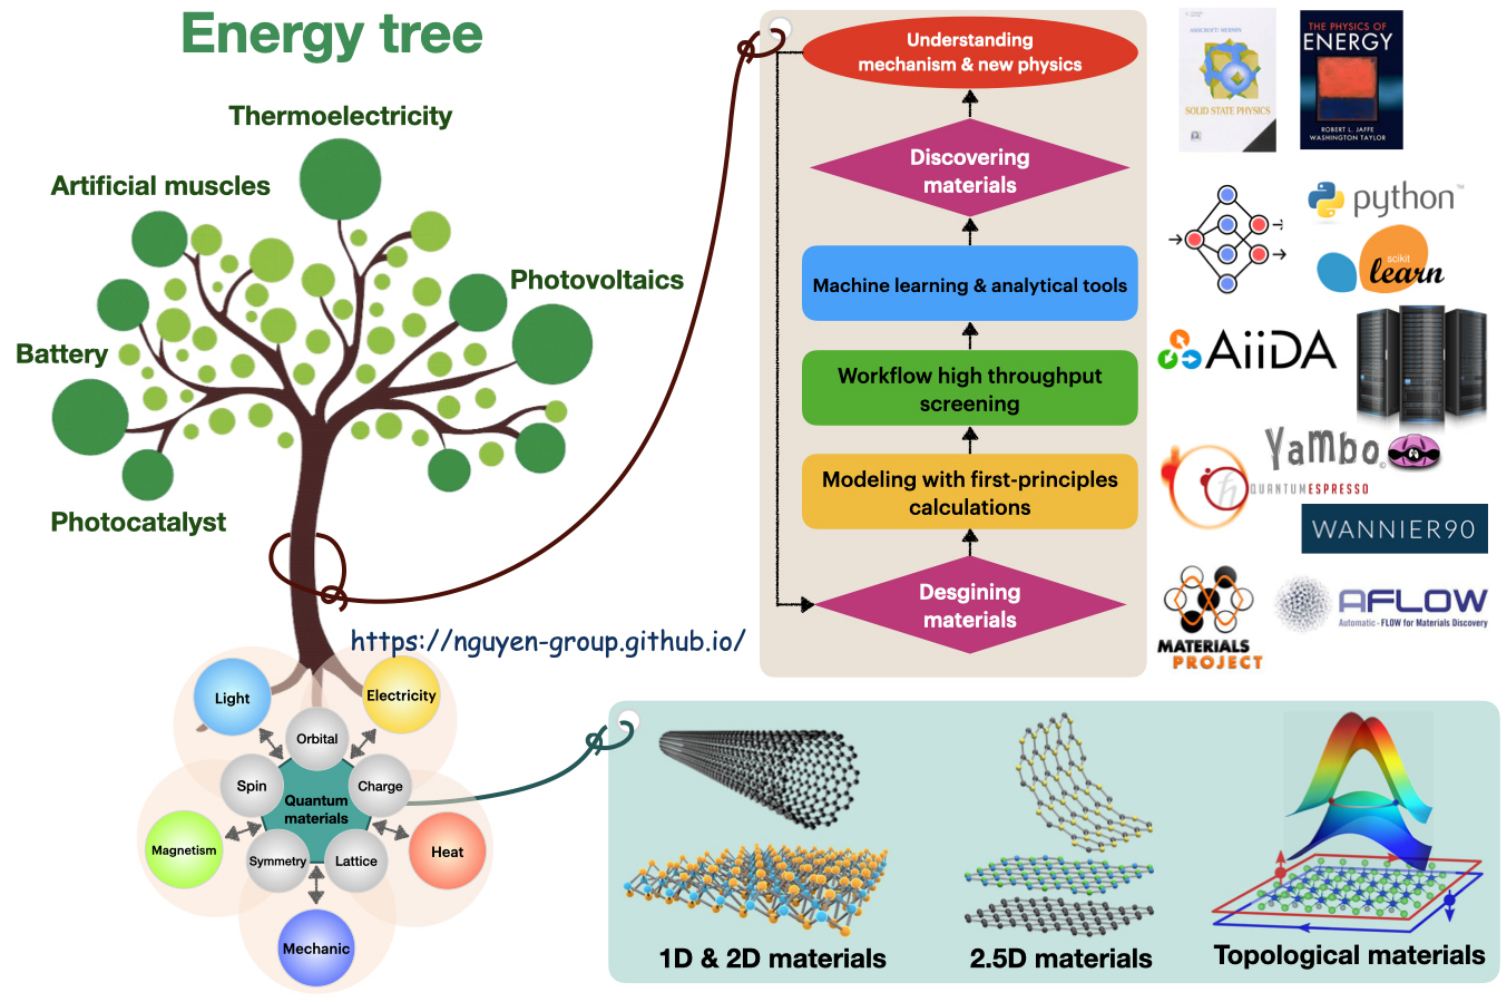 Energy tree
Thermoelectricity
Artificial muscles
Photovoltaics
Battery
Photocatalyst
https://nguyen-group.github.io/
Light
Electricity
Orbital
Spin
Charge
Quantum
materials
Magnetism
Symmetry
Lattice
Heat
Mechanic
Understanding
mechanism & new physics
Discovering
materials
Machine learning & analytical tools
Workflow high throughput
screening
Modeling with first-principles
calculations
Desgining
materials
ASHCROFT/MERMIN
SOLID STATE PHYSICS
THE PHYSICS OF
ENERGY
ROBERT L. JAFFE
WASHINGTON TAYLOR
python™
scikit
learn
AiiDA
Yambo
QUANTUMESPRESSO
WANNIER90
MATERIALS
PROJECT
AFLOW
Automatic - FLOW for Materials Discovery
1D & 2D materials
2.5D materials
Topological materials